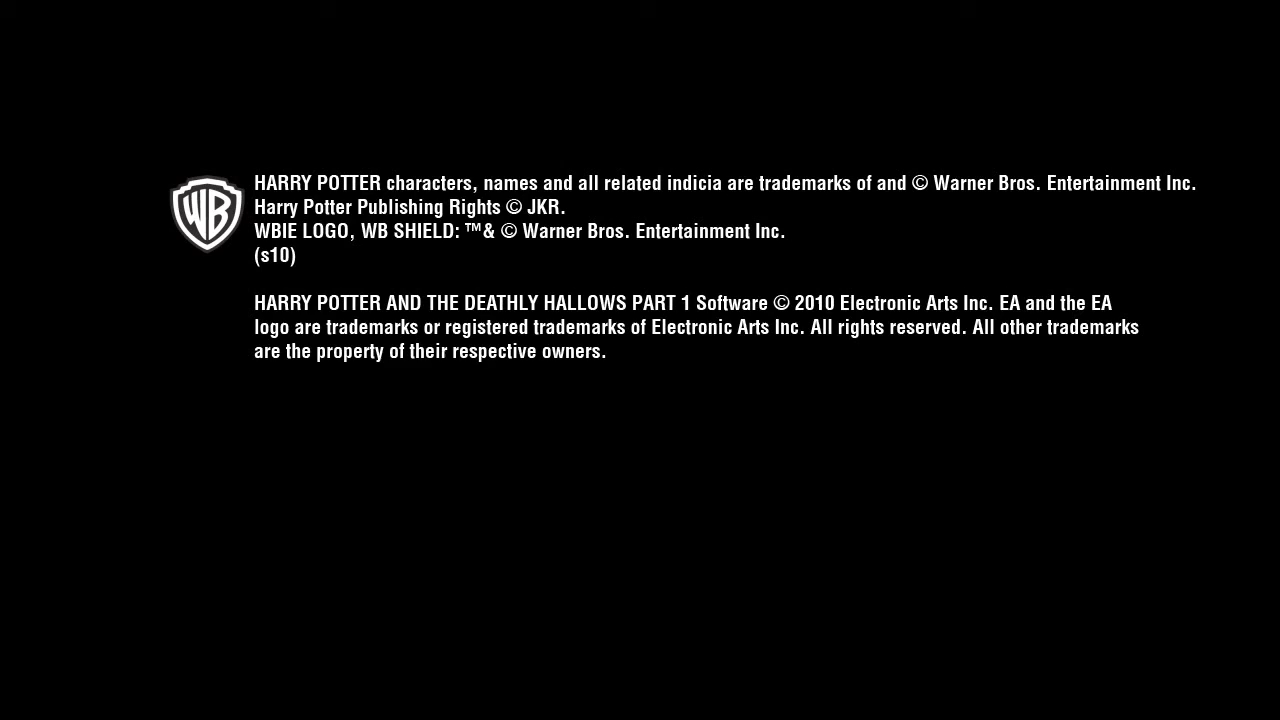 WB
HARRY POTTER characters, names and all related indicia are trademarks of and © Warner Bros. Entertainment Inc.
Harry Potter Publishing Rights © JKR.
WBIE LOGO, WB SHIELD: ™& © Warner Bros. Entertainment Inc.
(s10)
HARRY POTTER AND THE DEATHLY HALLOWS PART 1 Software © 2010 Electronic Arts Inc. EA and the EA
logo are trademarks or registered trademarks of Electronic Arts Inc. All rights reserved. All other trademarks
are the property of their respective owners.